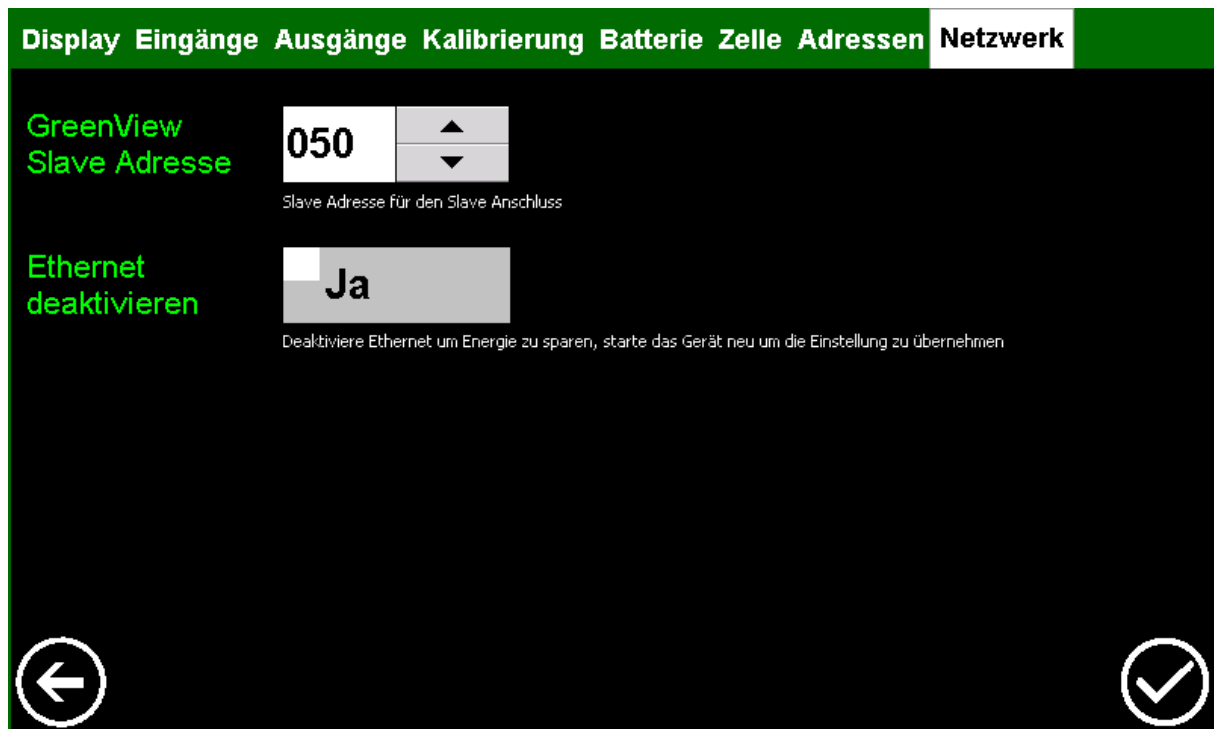 Display Eingänge Ausgänge Kalibrierung Batterie Zelle Adressen Netzwerk
GreenView
Slave Adresse
050
Slave Adresse für den Slave Anschluss
Ethernet
deaktivieren
Ja
Deaktiviere Ethernet um Energie zu sparen, starte das Gerät neu um die Einstellung zu übernehmen